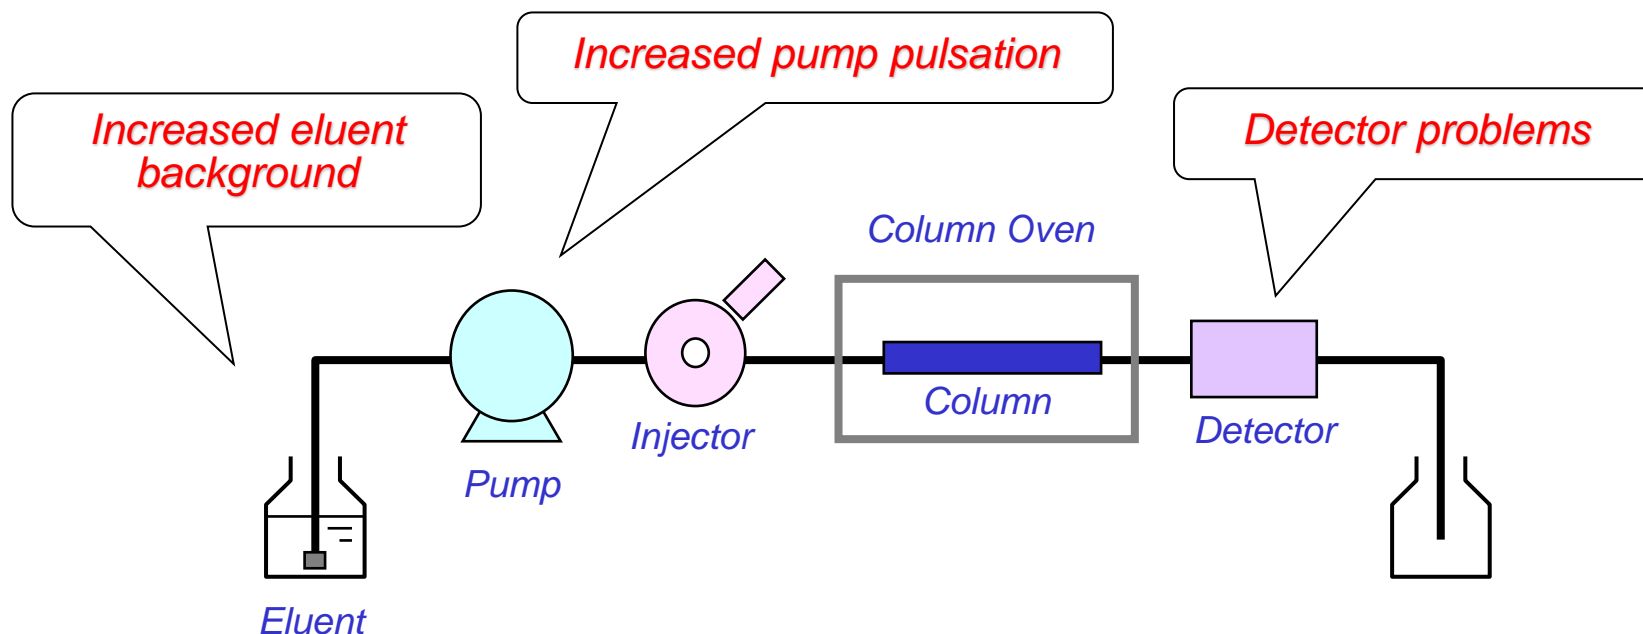 Increased pump pulsation
Increased eluent
background
Detector problems
Column Oven
Column
Injector
Detector
Pump
Eluent